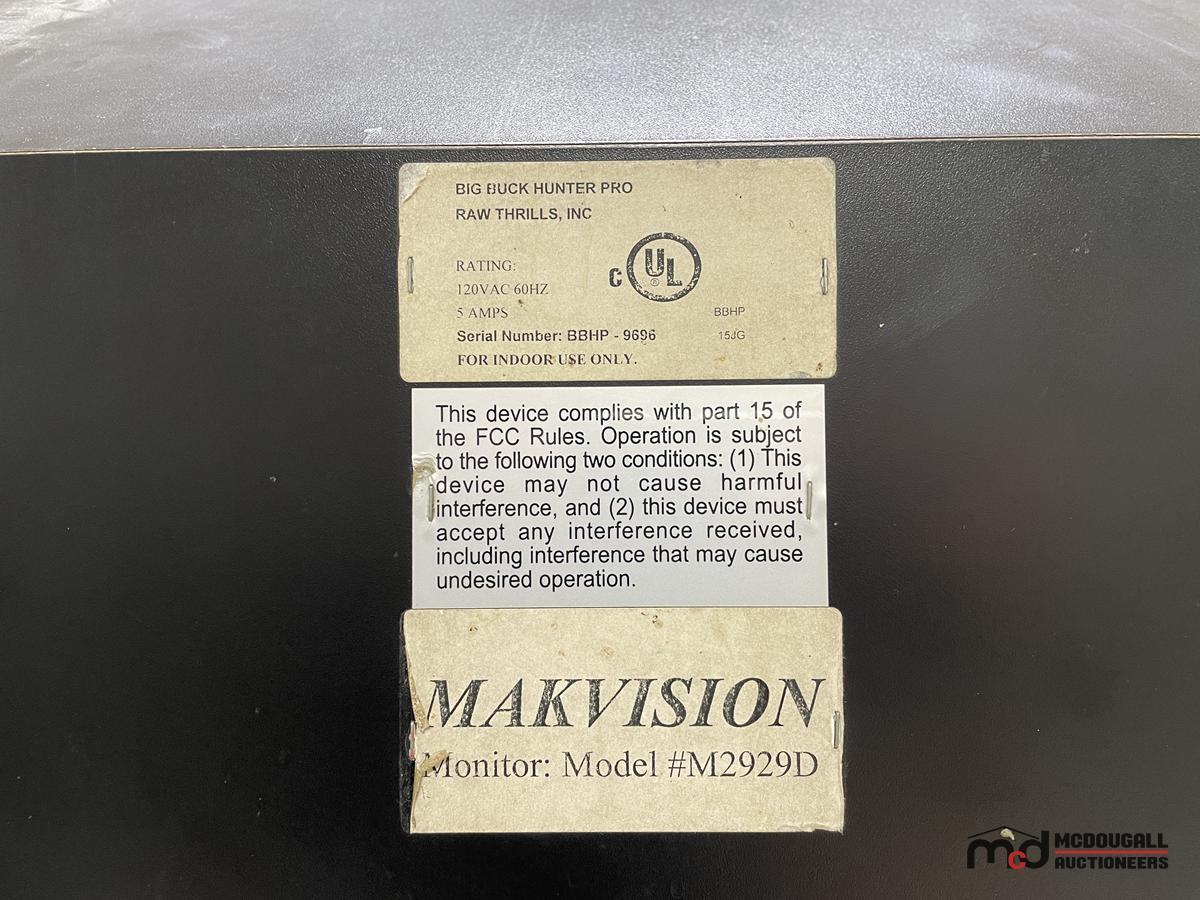 BIG BUCK HUNTER PRO
RAW THRILLS, INC
RATING:
120VAC 60HZ
5 AMPS
Serial Number: BBHP - 9696
FOR INDOOR USE ONLY.
C UL ®
BBHP
15JG
This device complies with part 15 of
the FCC Rules. Operation is subject
to the following two conditions: (1) This
device may not cause harmful
interference, and (2) this device must
accept any interference received,
including interference that may cause
undesired operation.
MAKVISION
Monitor: Model #M2929D
mcd MCDOUGALL
AUCTIONEERS